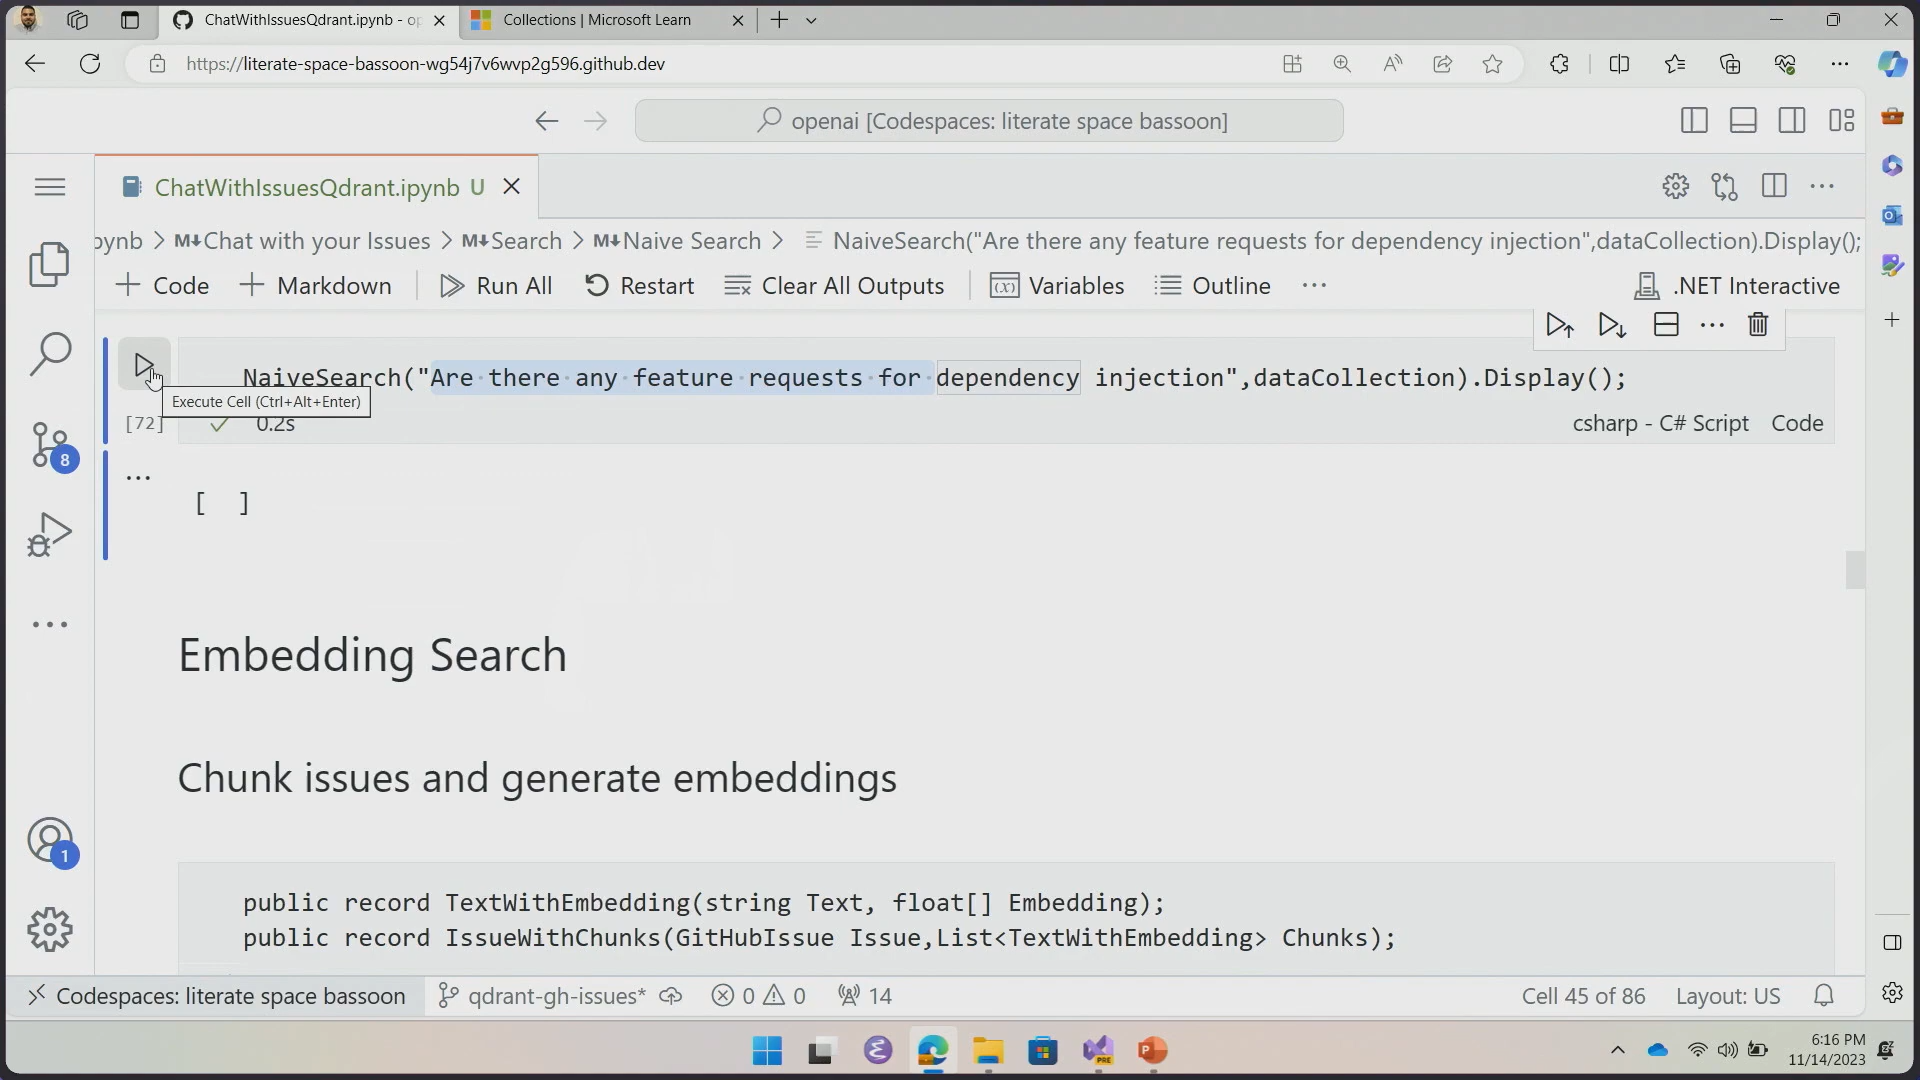 ChatWithIssuesQdrant.ipynb - op
Collections | Microsoft Learn
https://literate-space-bassoon-wg54j7v6wvp2g596.github.dev
openai [Codespaces: literate space bassoon]
ChatWithIssuesQdrant.ipynb U
pynb > M↓Chat with your Issues > M↓Search > M↓Naive Search > NaiveSearch("Are there any feature requests for dependency injection",dataCollection).Display();
+ Code + Markdown Run All Restart Clear All Outputs Variables Outline ··· .NET Interactive
NaiveSearch("Are·there·any·feature·requests·for·dependency injection",dataCollection).Display();
Execute Cell (Ctrl+Alt+Enter)
[72] 0.2s csharp - C# Script Code
[ ]
Embedding Search
Chunk issues and generate embeddings
public record TextWithEmbedding(string Text, float[] Embedding);
public record IssueWithChunks(GitHubIssue Issue,List<TextWithEmbedding> Chunks);
8
1
Codespaces: literate space bassoon qdrant-gh-issues* 0 0 14 Cell 45 of 86 Layout: US
PRE
6:16 PM
11/14/2023